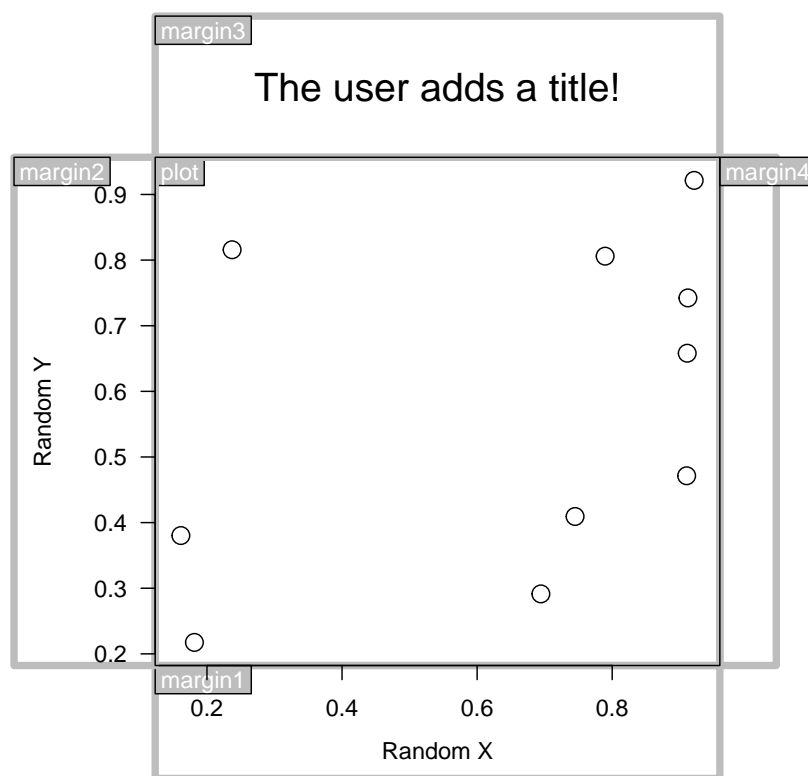 margin3
The user adds a title!
margin2
plot
margin4
0.9
0.8
0.7
0.6
0.5
0.4
0.3
0.2
Random Y
margin1
0.2 0.4 0.6 0.8
Random X